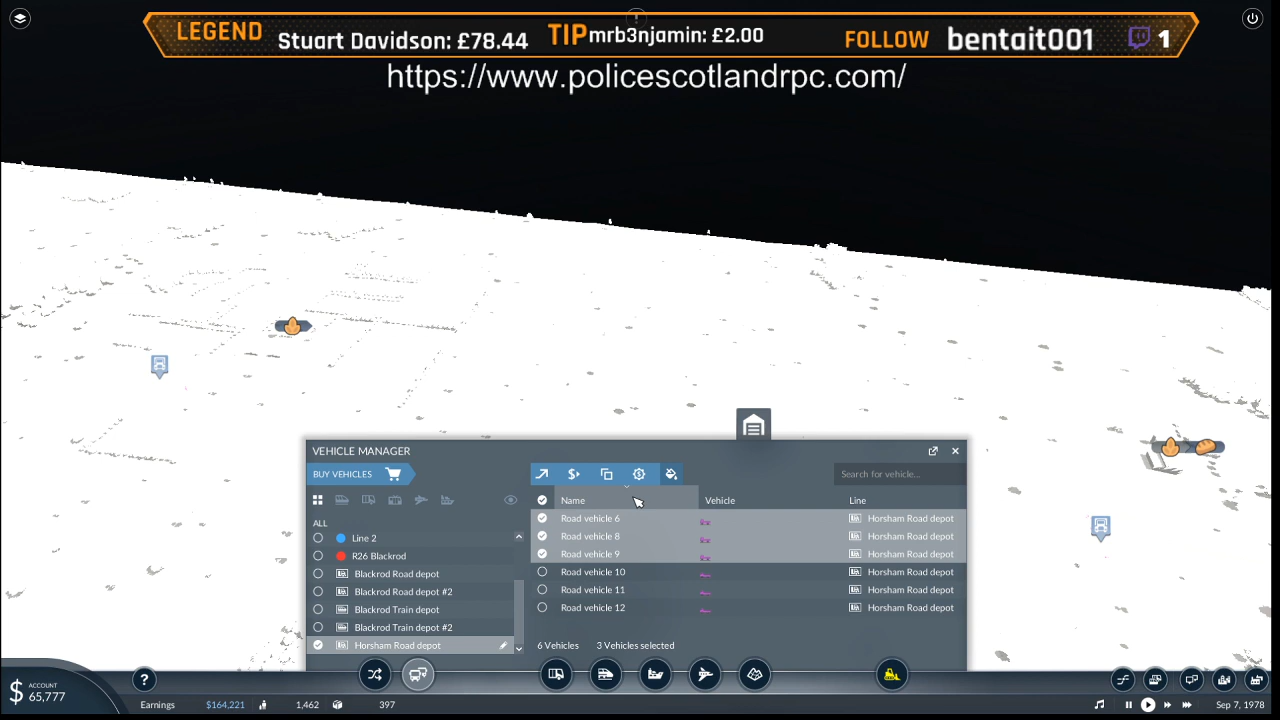 LEGEND Stuart Davidson: £78.44 TIP mrb3njamin: £2.00 FOLLOW bentait001 1
https://www.policescotlandrpc.com/
VEHICLE MANAGER
BUY VEHICLES
Search for vehicle...
Name Vehicle Line
ALL
Line 2
R26 Blackrod
Blackrod Road depot
Blackrod Road depot #2
Blackrod Train depot
Blackrod Train depot #2
Horsham Road depot
Road vehicle 6 Horsham Road depot
Road vehicle 8 Horsham Road depot
Road vehicle 9 Horsham Road depot
Road vehicle 10 Horsham Road depot
Road vehicle 11 Horsham Road depot
Road vehicle 12 Horsham Road depot
6 Vehicles 3 Vehicles selected
$ ACCOUNT
65,777
?
Earnings $164,221 1,462 397 Sep 7, 1978